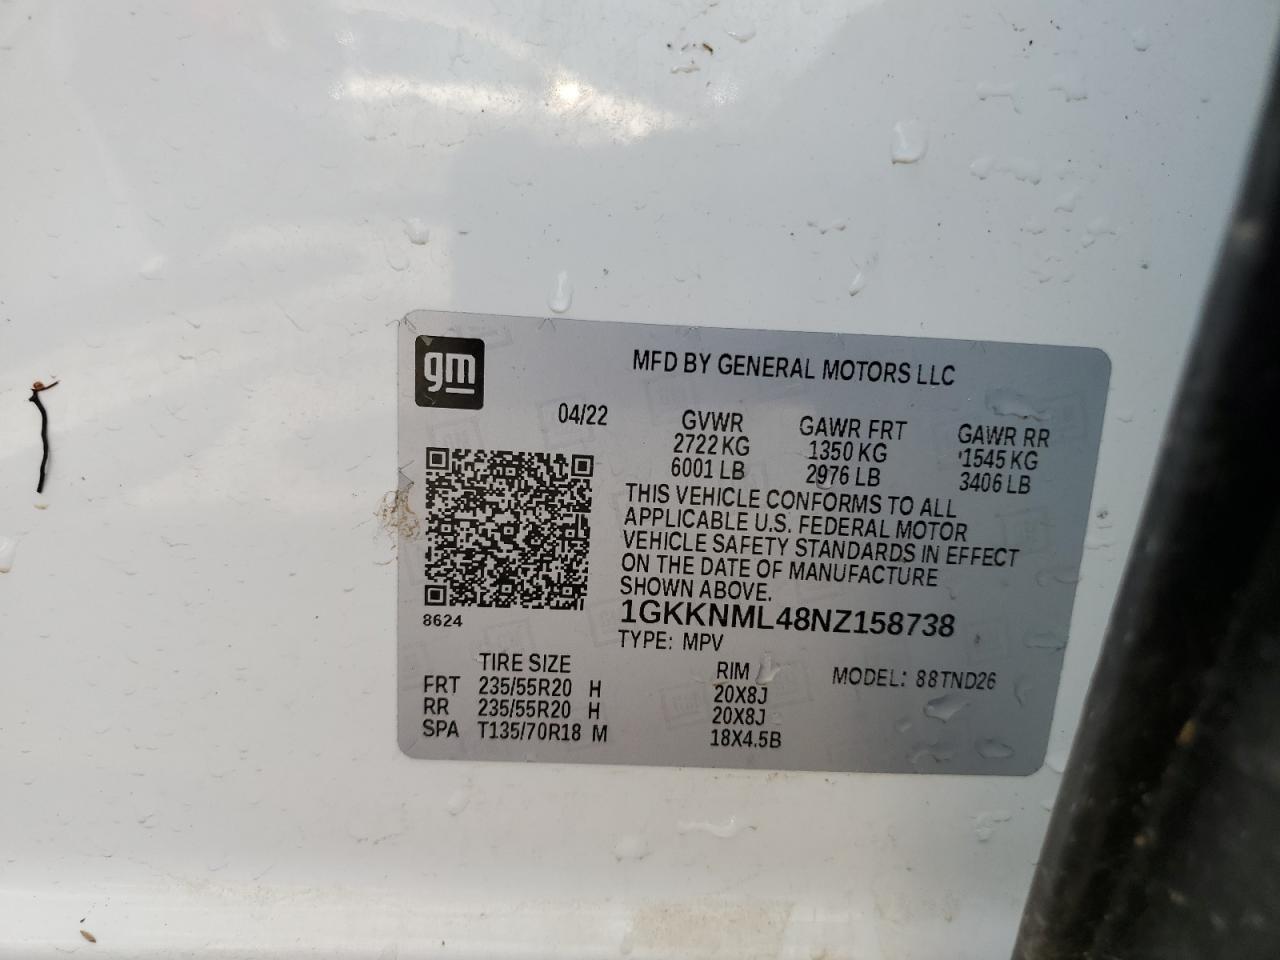 gm
MFD BY GENERAL MOTORS LLC
04/22
GVWR GAWR FRT GAWR RR
2722 KG 1350 KG 1545 KG
6001 LB 2976 LB 3406 LB
THIS VEHICLE CONFORMS TO ALL
APPLICABLE U.S. FEDERAL MOTOR
VEHICLE SAFETY STANDARDS IN EFFECT
ON THE DATE OF MANUFACTURE
SHOWN ABOVE.
8624
1GKKNML48NZ158738
TYPE: MPV
MODEL: 88TND26
TIRE SIZE RIM
FRT 235/55R20 H 20X8J
RR 235/55R20 H 20X8J
SPA T135/70R18 M 18X4.5B